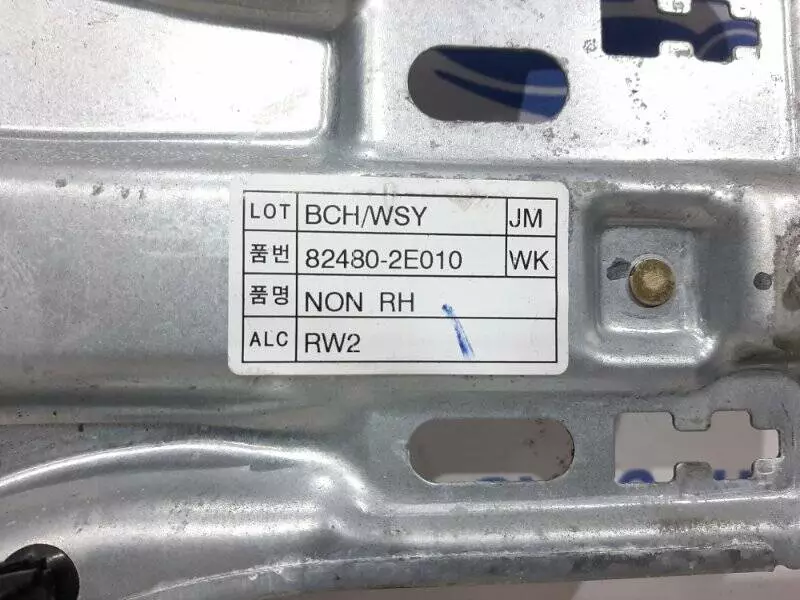 LOT BCH/WSY JM
품번 82480-2E010 WK
품명 NON RH
ALC RW2